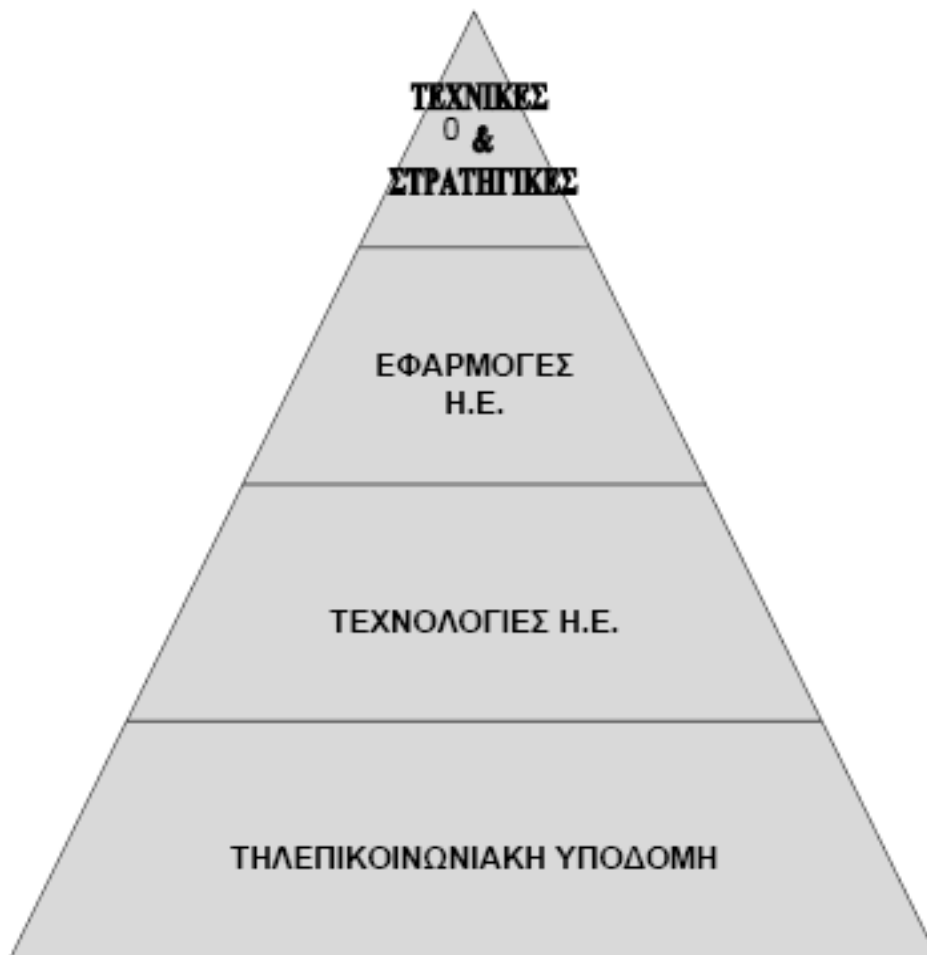 ΤΕΧΝΙΚΕΣ
0 &
ΣΤΡΑΤΗΓΙΚΕΣ
ΕΦΑΡΜΟΓΕΣ
Η.Ε.
ΤΕΧΝΟΛΟΓΙΕΣ Η.Ε.
ΤΗΛΕΠΙΚΟΙΝΩΝΙΑΚΗ ΥΠΟΔΟΜΗ